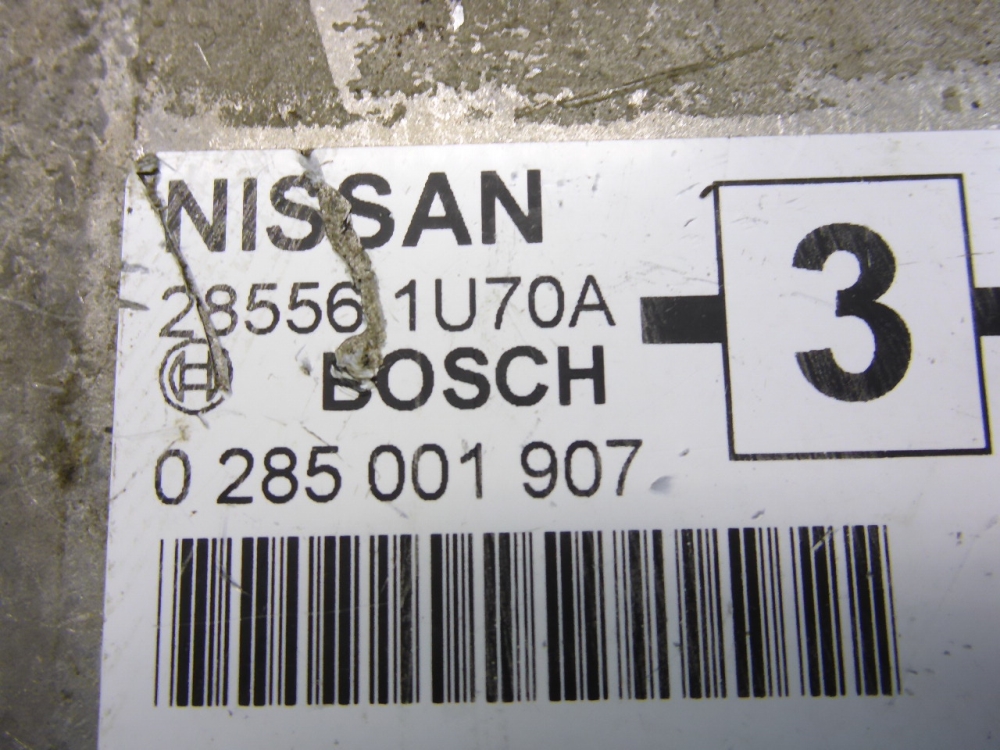 NISSAN
28556 1U70A
BOSCH
0 285 001 907
3